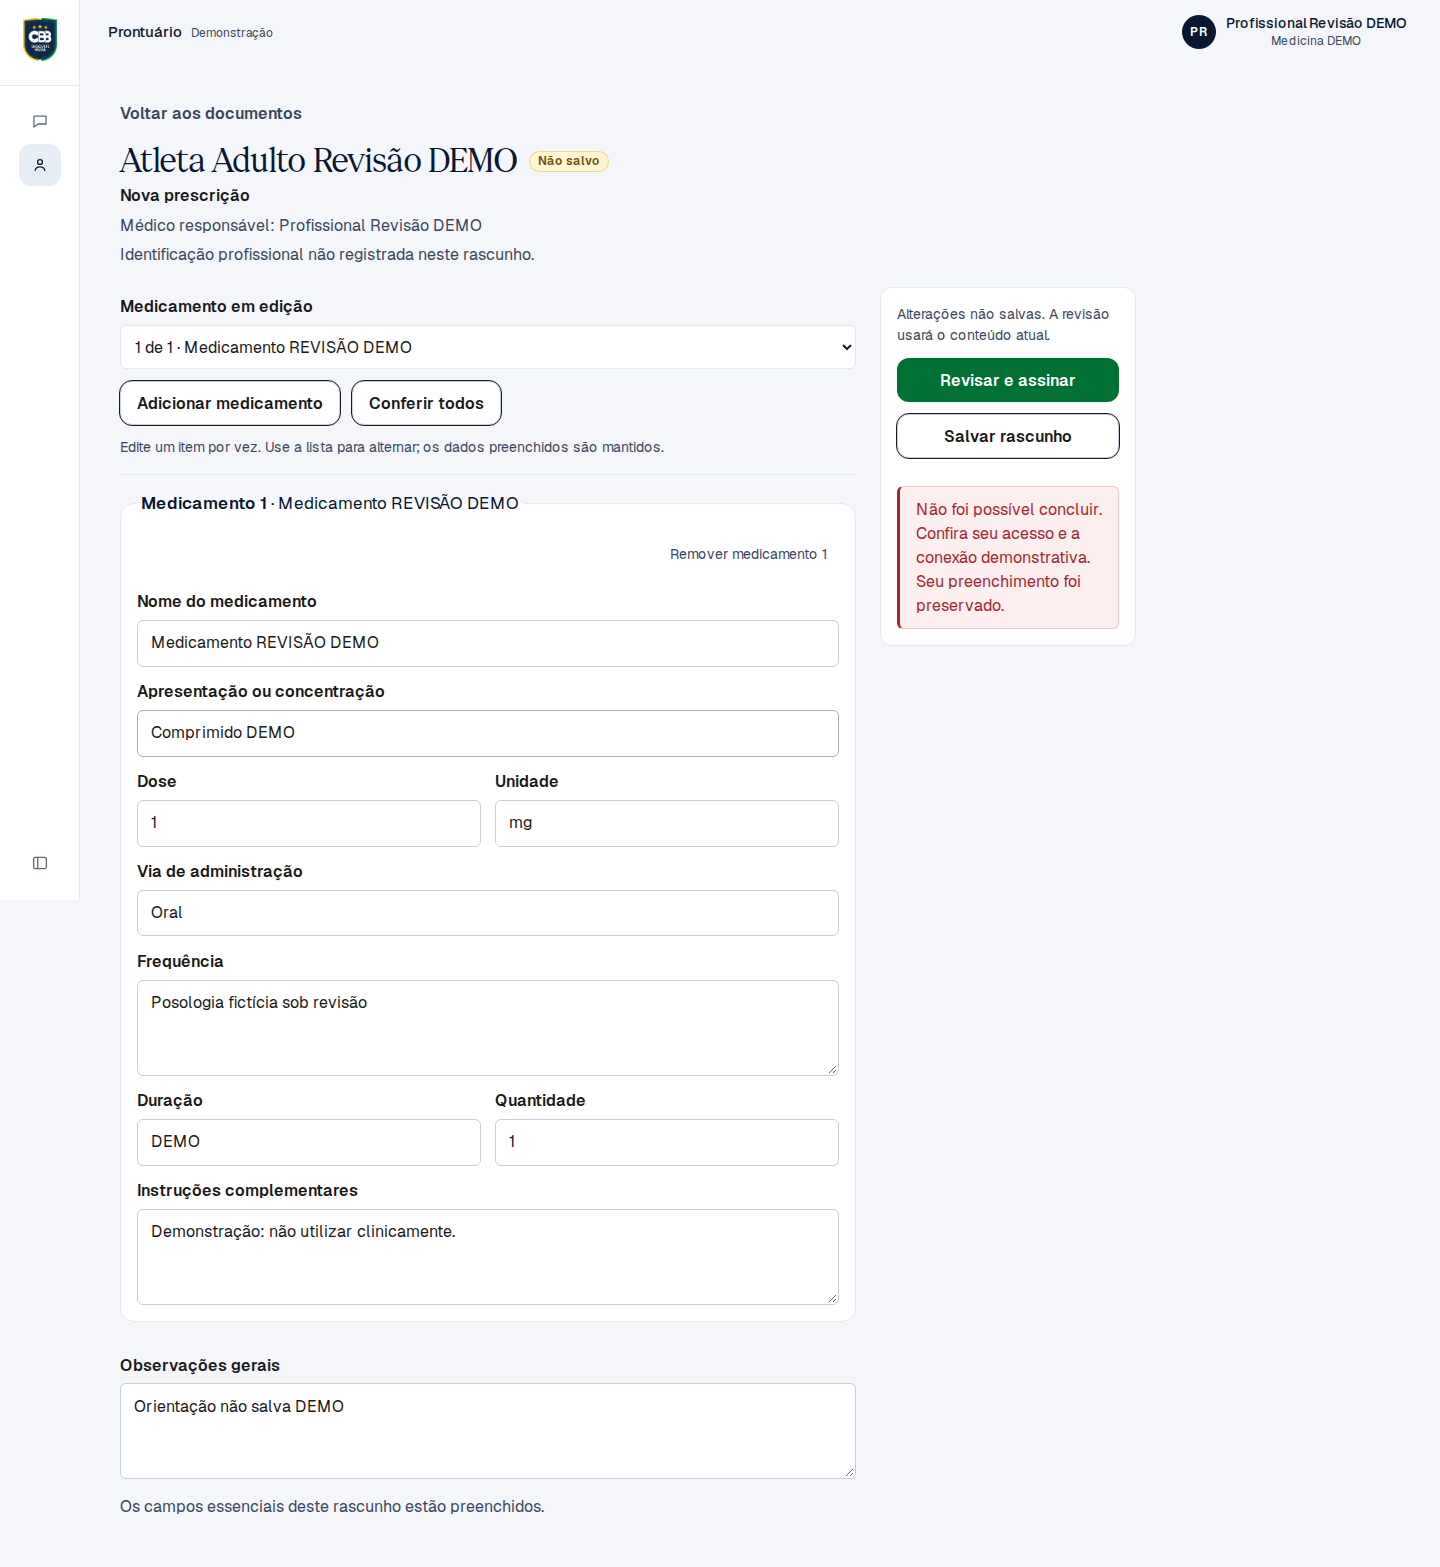 CBB
Prontuário Demonstração
PR
Profissional Revisão DEMO
Medicina DEMO
Voltar aos documentos
Atleta Adulto Revisão DEMO Não salvo
Nova prescrição
Médico responsável: Profissional Revisão DEMO
Identificação profissional não registrada neste rascunho.
Medicamento em edição
1 de 1 · Medicamento REVISÃO DEMO
Adicionar medicamento Conferir todos
Edite um item por vez. Use a lista para alternar; os dados preenchidos são mantidos.
Medicamento 1 · Medicamento REVISÃO DEMO
Remover medicamento 1
Nome do medicamento
Medicamento REVISÃO DEMO
Apresentação ou concentração
Comprimido DEMO
Dose Unidade
1 mg
Via de administração
Oral
Frequência
Posologia fictícia sob revisão
Duração Quantidade
DEMO 1
Instruções complementares
Demonstração: não utilizar clinicamente.
Observações gerais
Orientação não salva DEMO
Os campos essenciais deste rascunho estão preenchidos.
Alterações não salvas. A revisão
usará o conteúdo atual.
Revisar e assinar
Salvar rascunho
Não foi possível concluir.
Confira seu acesso e a
conexão demonstrativa.
Seu preenchimento foi
preservado.